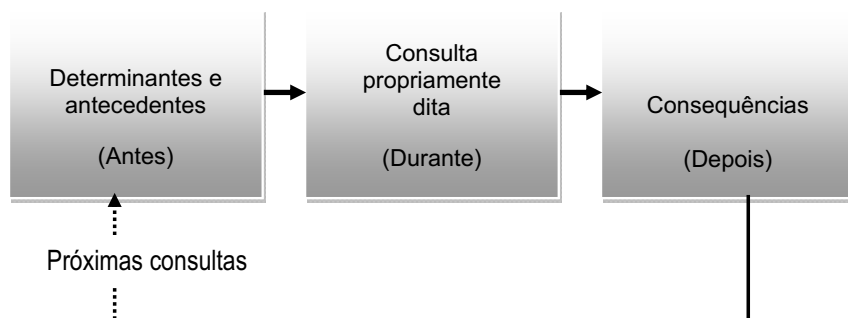 Determinantes e
antecedentes
(Antes)
Consulta
propriamente
dita
(Durante)
Consequências
(Depois)
Próximas consultas